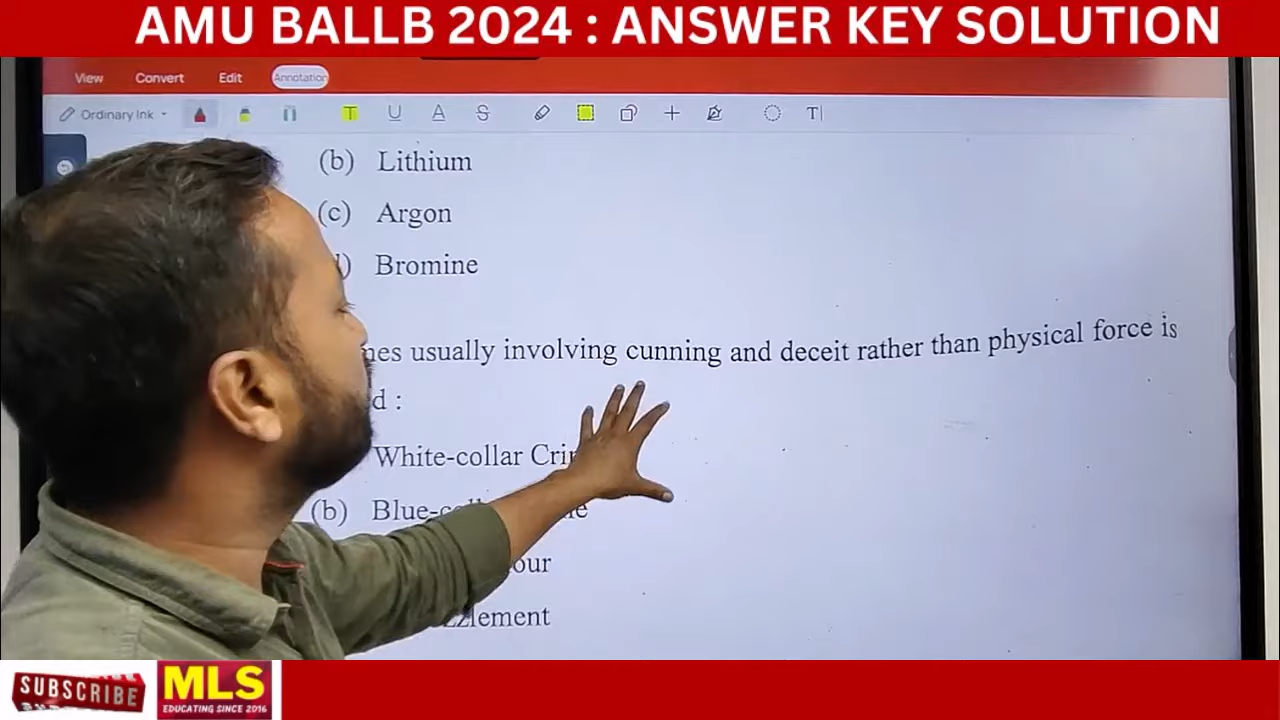 AMU BALLB 2024 : ANSWER KEY SOLUTION
View Convert Edit Annotation
Ordinary Ink T U A S T
(b) Lithium
(c) Argon
Bromine
usually involving cunning and deceit rather than physical force is
d :
White-collar
(b)
SUBSCRIBE
MLS
EDUCATING SINCE 2016